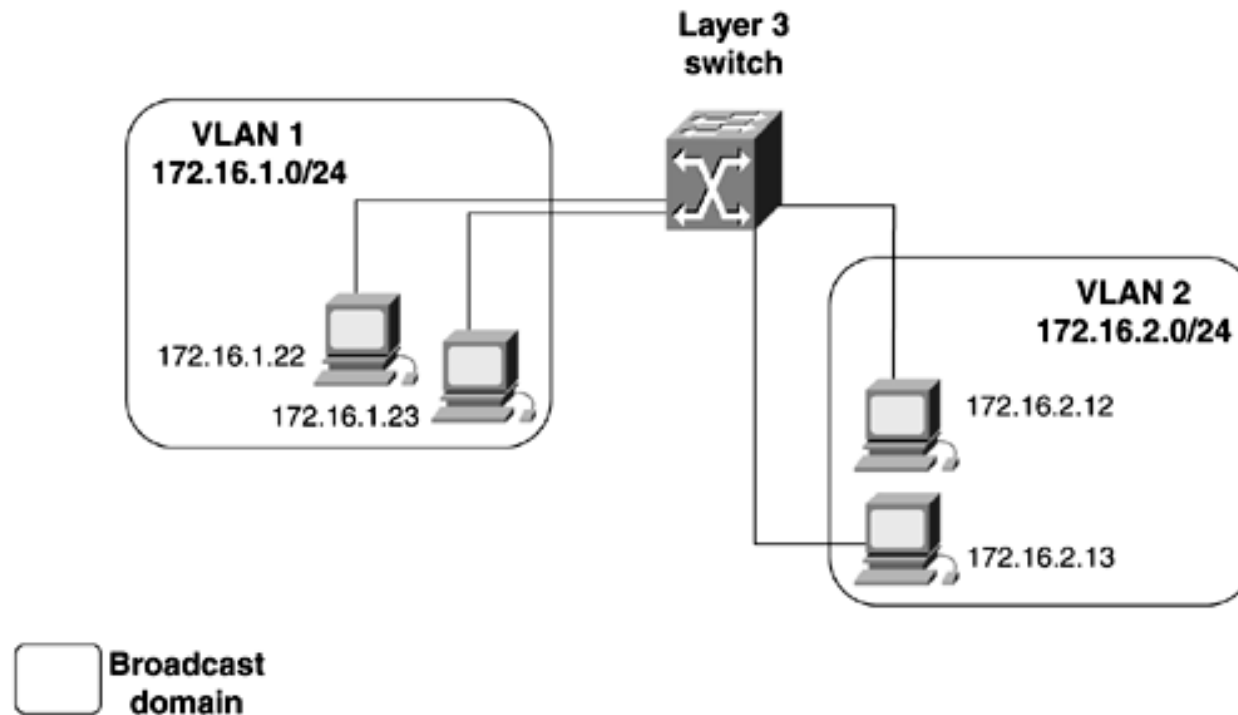 Layer 3
switch
VLAN 1
172.16.1.0/24
172.16.1.22
172.16.1.23
VLAN 2
172.16.2.0/24
172.16.2.12
172.16.2.13
Broadcast
domain